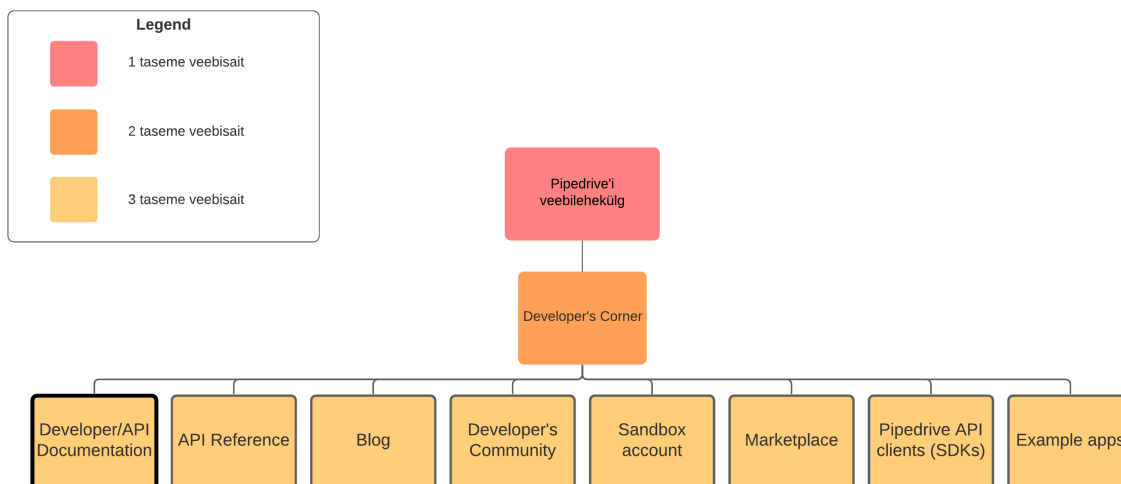 Legend
1 taseme veebisait
2 taseme veebisait
3 taseme veebisait
Pipedrive'i
veebilehekülg
Developer's Corner
Developer/API
Documentation
API Reference
Blog
Developer's
Community
Sandbox
account
Marketplace
Pipedrive API
clients (SDKs)
Example apps